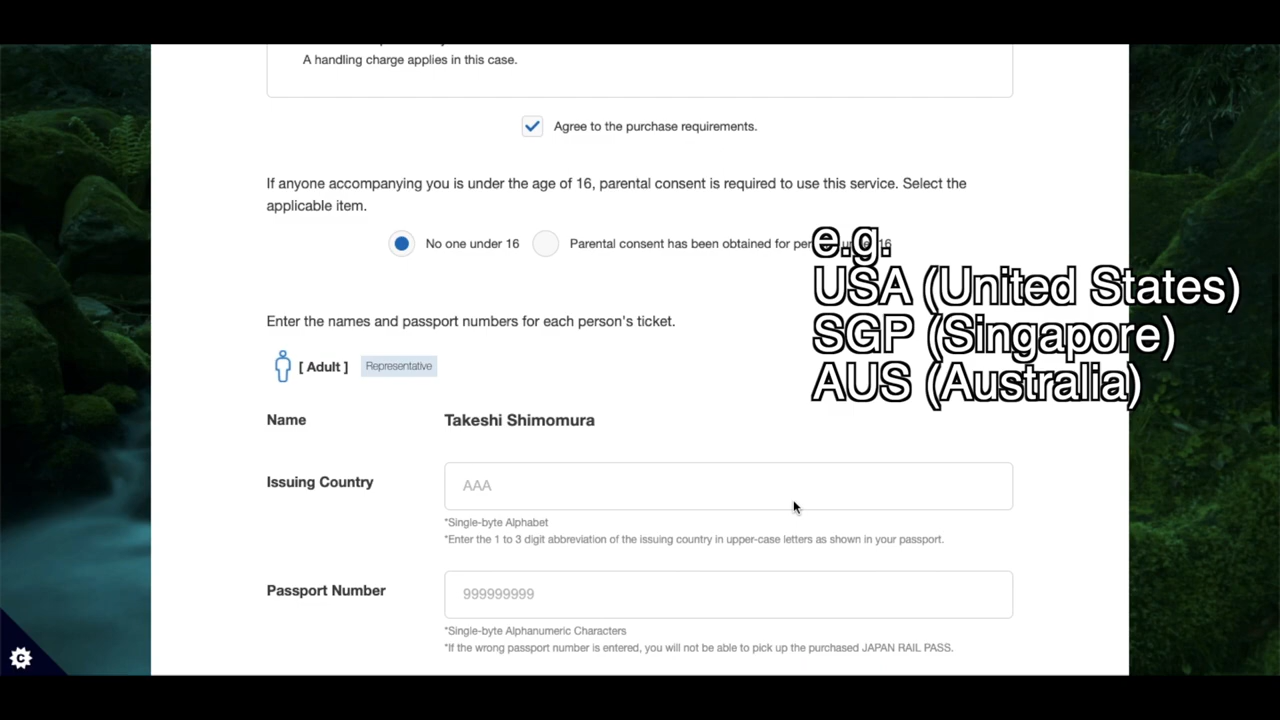 A handling charge applies in this case.
Agree to the purchase requirements.
If anyone accompanying you is under the age of 16, parental consent is required to use this service. Select the
applicable item.
No one under 16
Parental consent has been obtained for 16
e.g.
USA (United States)
SGP (Singapore)
AUS (Australia)
Enter the names and passport numbers for each person's ticket.
[ Adult ] Representative
Name Takeshi Shimomura
Issuing Country AAA
*Single-byte Alphabet
*Enter the 1 to 3 digit abbreviation of the issuing country in upper-case letters as shown in your passport.
Passport Number 999999999
*Single-byte Alphanumeric Characters
*If the wrong passport number is entered, you will not be able to pick up the purchased JAPAN RAIL PASS.
C